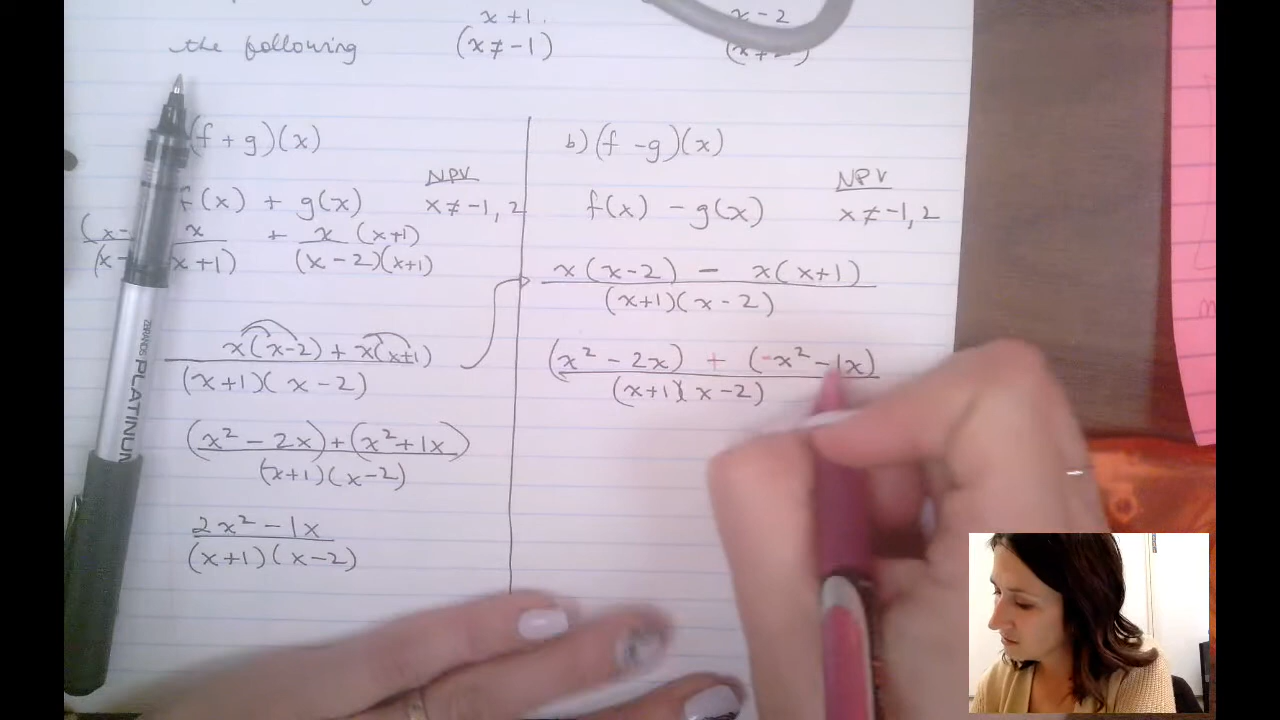 x + 1
x - 2
the following
(x ≠ -1)
(f + g)(x)
f(x) + g(x)
NPV
x ≠ -1, 2
x + x (x+1)
x+1) (x-2)(x+1)
x(x-2) + x(x+1)
(x+1)(x-2)
(x² - 2x) + (x² + 1x)
(x+1)(x-2)
2x² - 1x
(x+1)(x-2)
b) (f - g)(x)
f(x) - g(x)
NPV
x ≠ -1, 2
x(x-2) - x(x+1)
(x+1)(x-2)
(x² - 2x) + (-x² - 1x)
(x+1)(x-2)
ZEBRA
PLATINUM